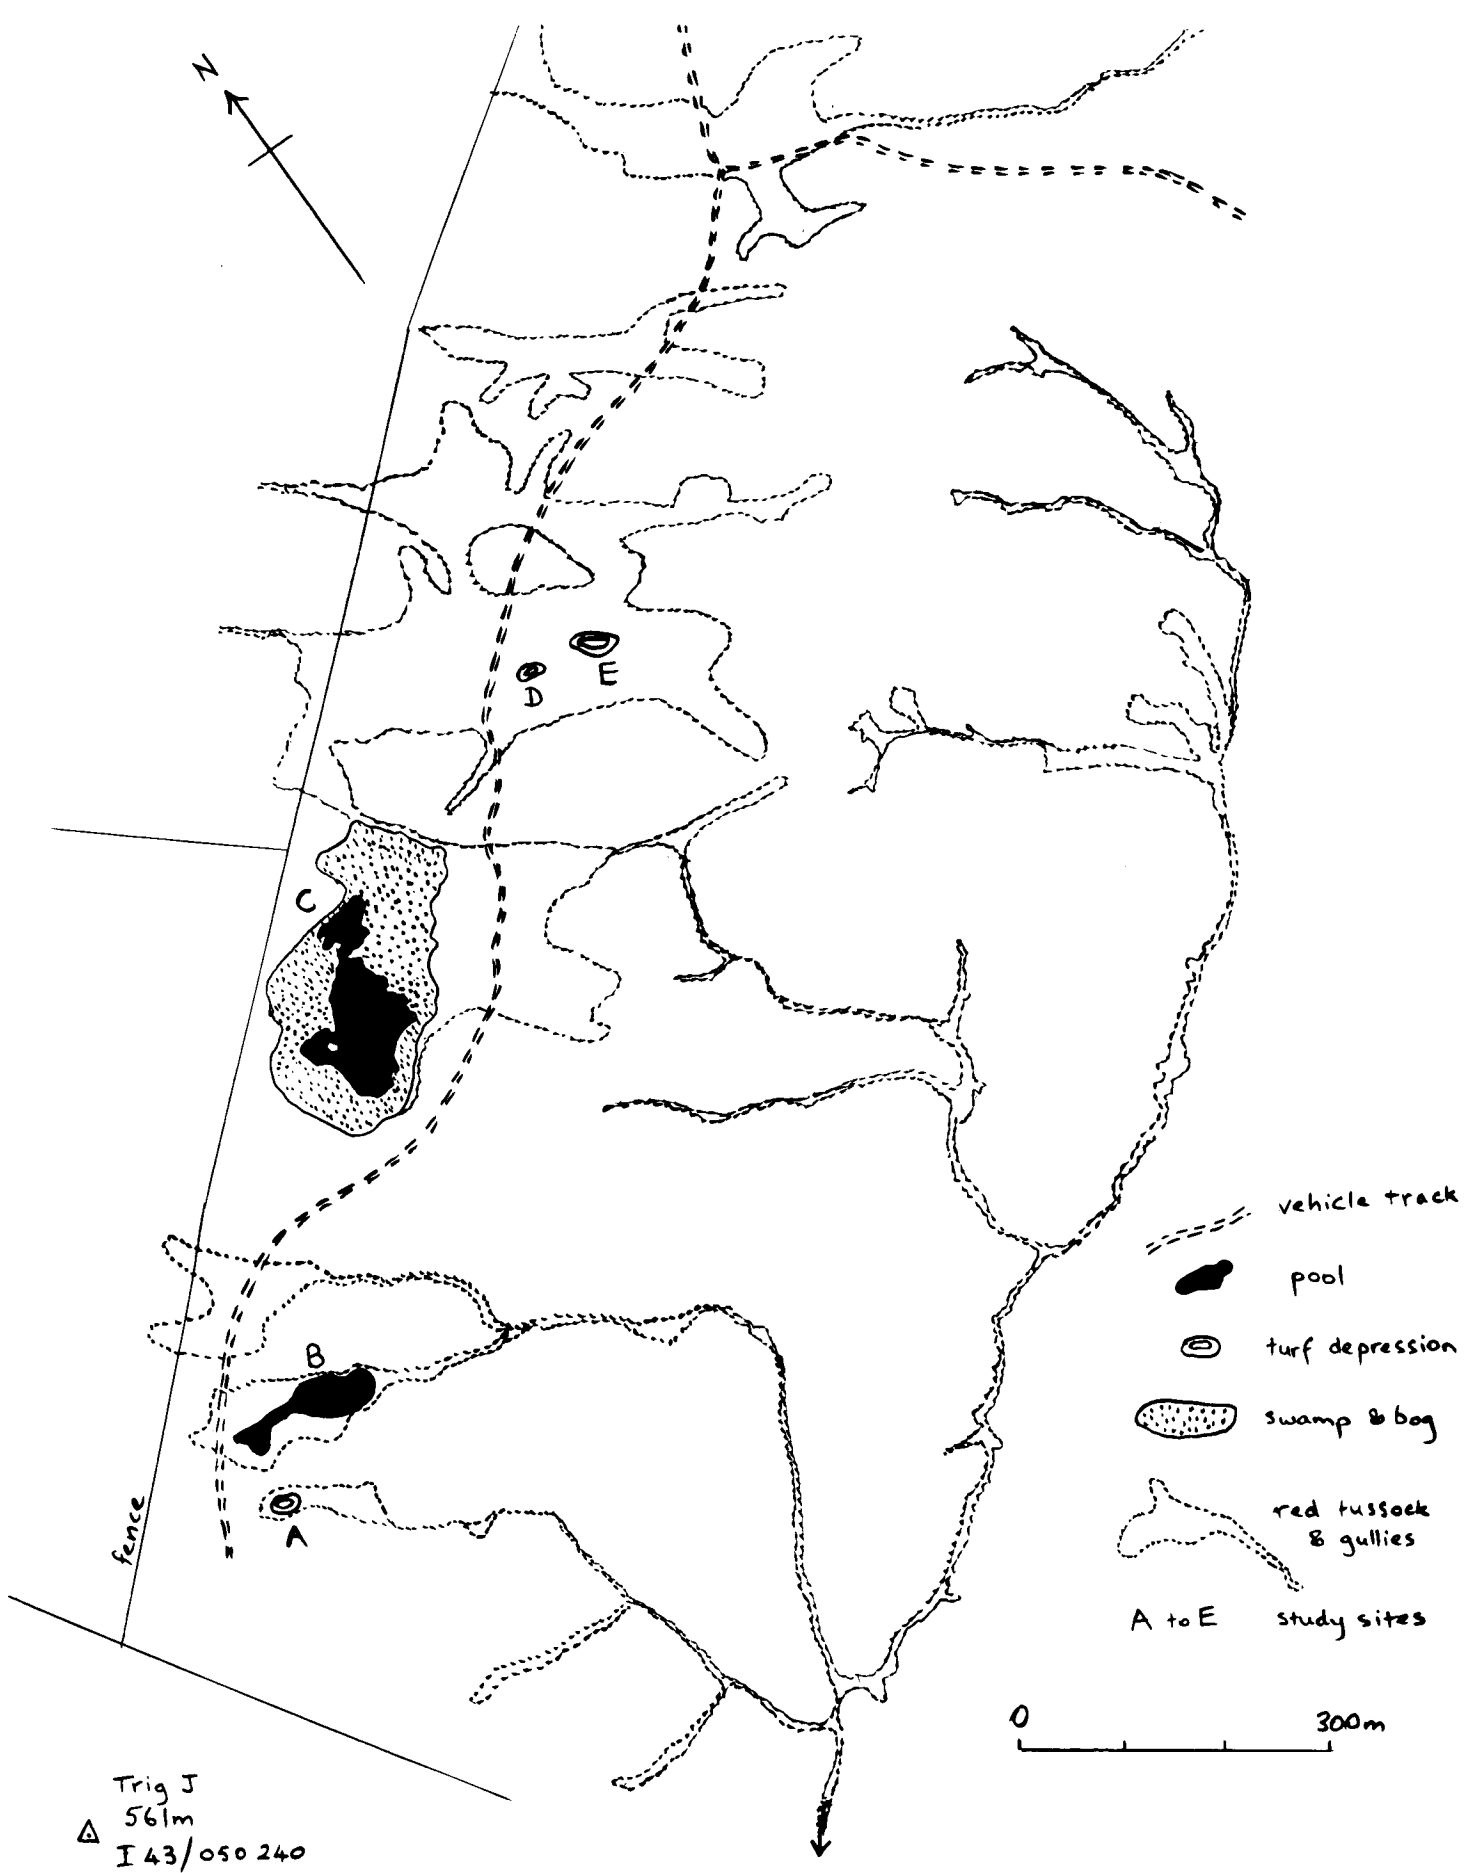 N
E
D
C
vehicle track
pool
B
turf depression
swamp & bog
A
fence
red tussock
& gullies
A to E study sites
0 300m
Trig J
561m
I 43/050 240